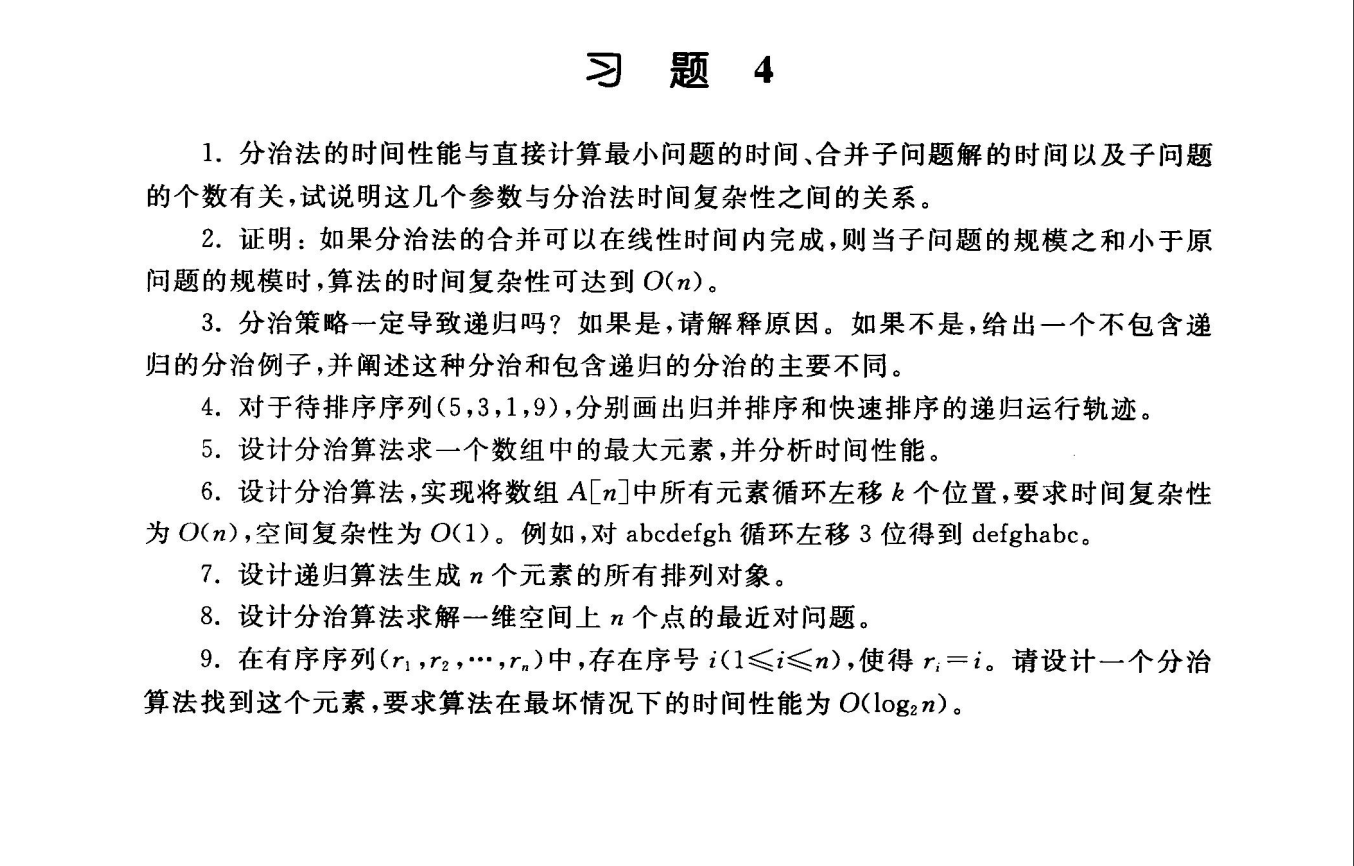 习 题 4
1. 分治法的时间性能与直接计算最小问题的时间、合并子问题解的时间以及子问题
的个数有关,试说明这几个参数与分治法时间复杂性之间的关系。
2. 证明:如果分治法的合并可以在线性时间内完成,则当子问题的规模之和小于原
问题的规模时,算法的时间复杂性可达到 O(n)。
3. 分治策略一定导致递归吗? 如果是,请解释原因。如果不是,给出一个不包含递
归的分治例子,并阐述这种分治和包含递归的分治的主要不同。
4. 对于待排序序列(5,3,1,9),分别画出归并排序和快速排序的递归运行轨迹。
5. 设计分治算法求一个数组中的最大元素,并分析时间性能。
6. 设计分治算法,实现将数组 A[n]中所有元素循环左移 k 个位置,要求时间复杂性
为 O(n),空间复杂性为 O(1)。例如,对 abcdefgh 循环左移 3 位得到 defghabc。
7. 设计递归算法生成 n 个元素的所有排列对象。
8. 设计分治算法求解一维空间上 n 个点的最近对问题。
9. 在有序序列(r₁,r₂,⋯,rₙ)中,存在序号 i(1≤i≤n),使得 rᵢ=i。请设计一个分治
算法找到这个元素,要求算法在最坏情况下的时间性能为 O(log₂n)。